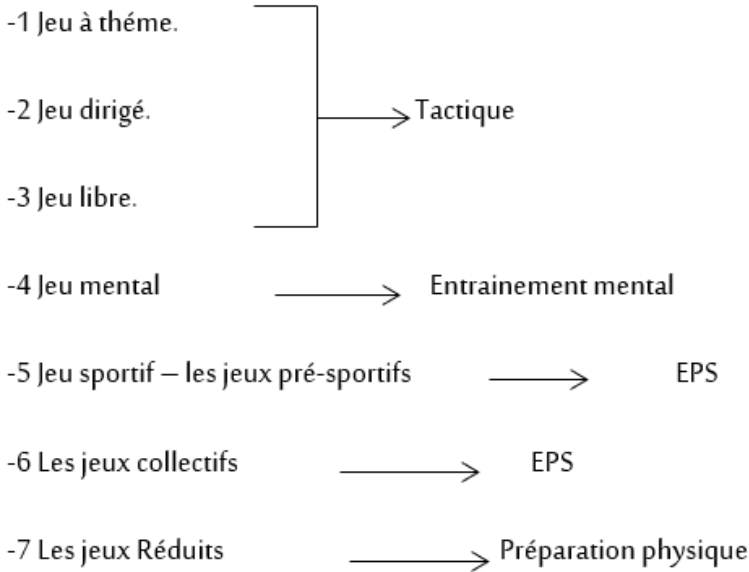 -1 Jeu à théme.
-2 Jeu dirigé.
Tactique
-3 Jeu libre.
-4 Jeu mental Entrainement mental
-5 Jeu sportif – les jeux pré-sportifs EPS
-6 Les jeux collectifs EPS
-7 Les jeux Réduits Préparation physique